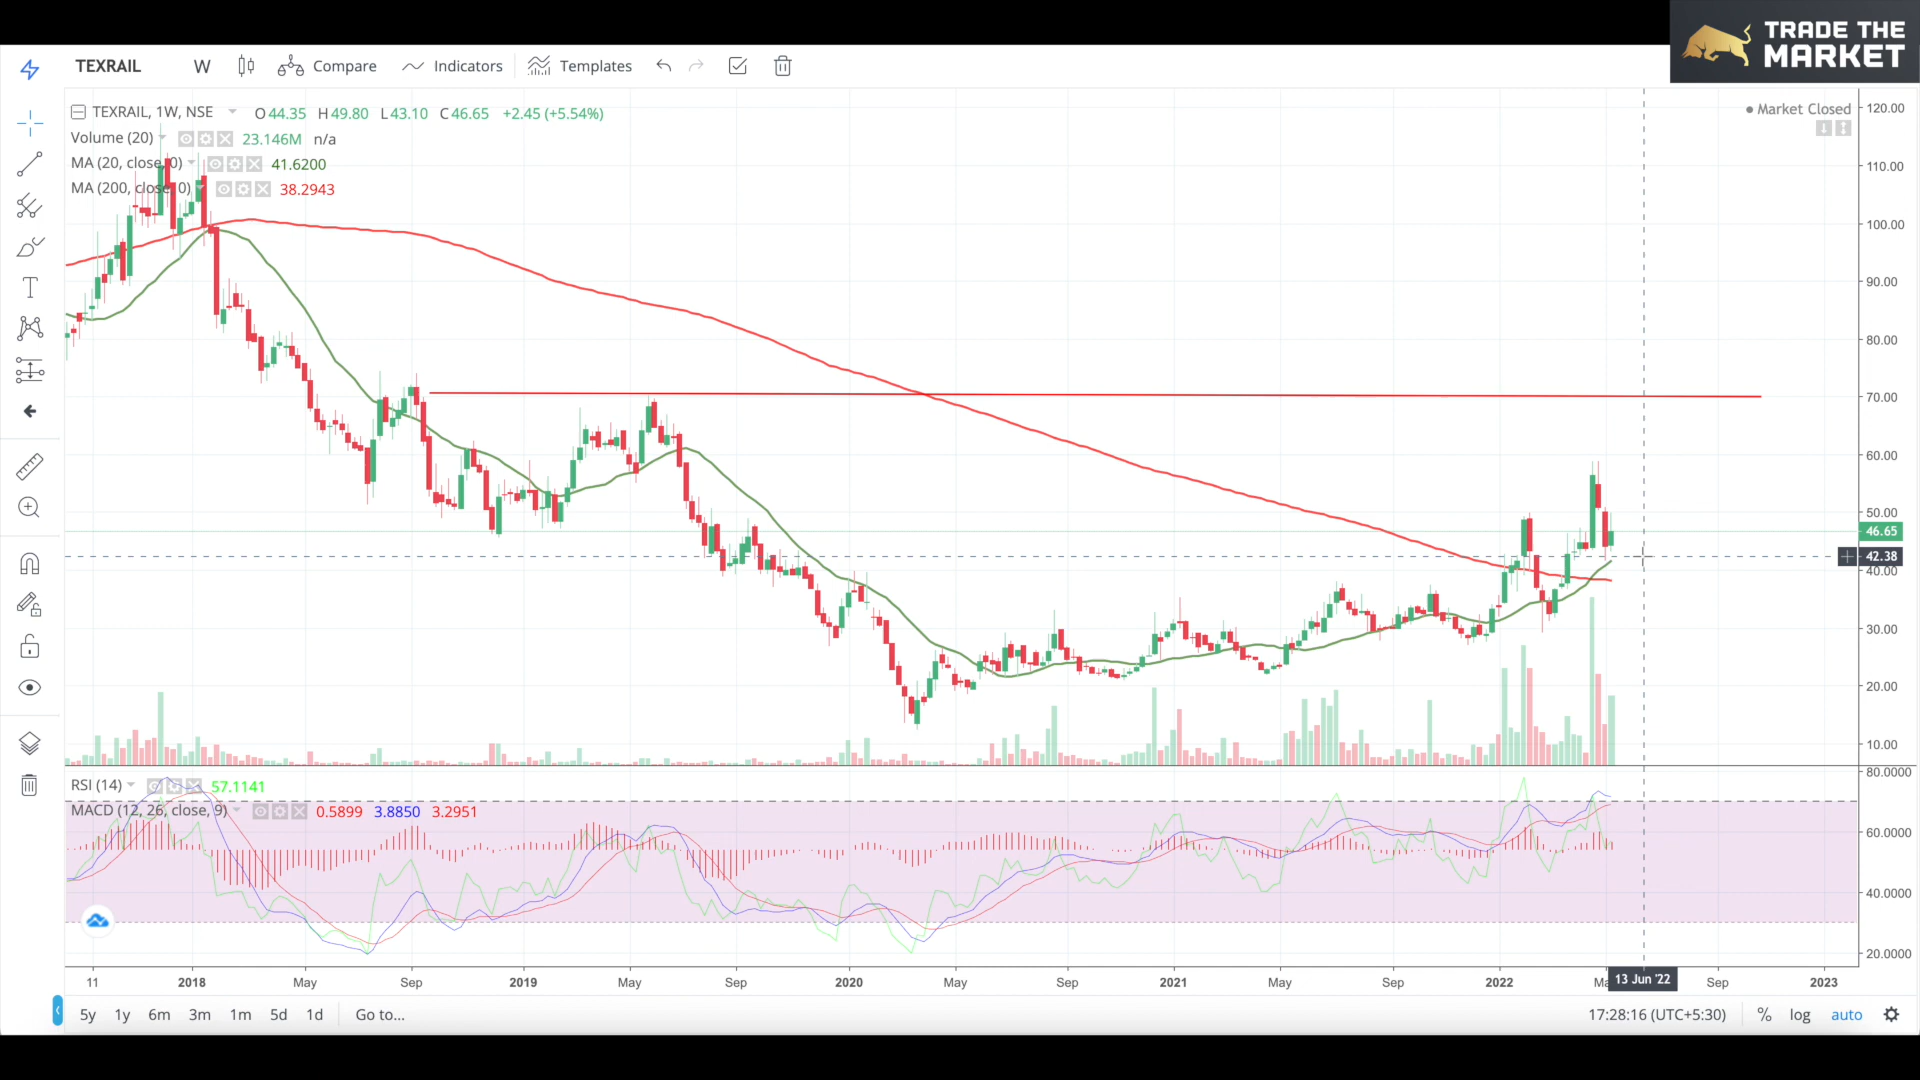 TRADE THE
MARKET
TEXRAIL W Compare Indicators Templates
TEXRAIL, 1W, NSE O44.35 H49.80 L43.10 C46.65 +2.45 (+5.54%)
Market Closed
Volume (20) 23.146M n/a
MA (20, close, 0) 41.6200
MA (200, close, 0) 38.2943
120.00
110.00
100.00
90.00
80.00
70.00
60.00
50.00
46.65
42.38
40.00
30.00
20.00
10.00
RSI (14) 57.1141
MACD (12, 26, close, 9) 0.5899 3.8850 3.2951
80.0000
60.0000
40.0000
20.0000
11 2018 May Sep 2019 May Sep 2020 May Sep 2021 May Sep 2022 13 Jun '22 Sep 2023
5y 1y 6m 3m 1m 5d 1d Go to... 17:28:16 (UTC+5:30) % log auto